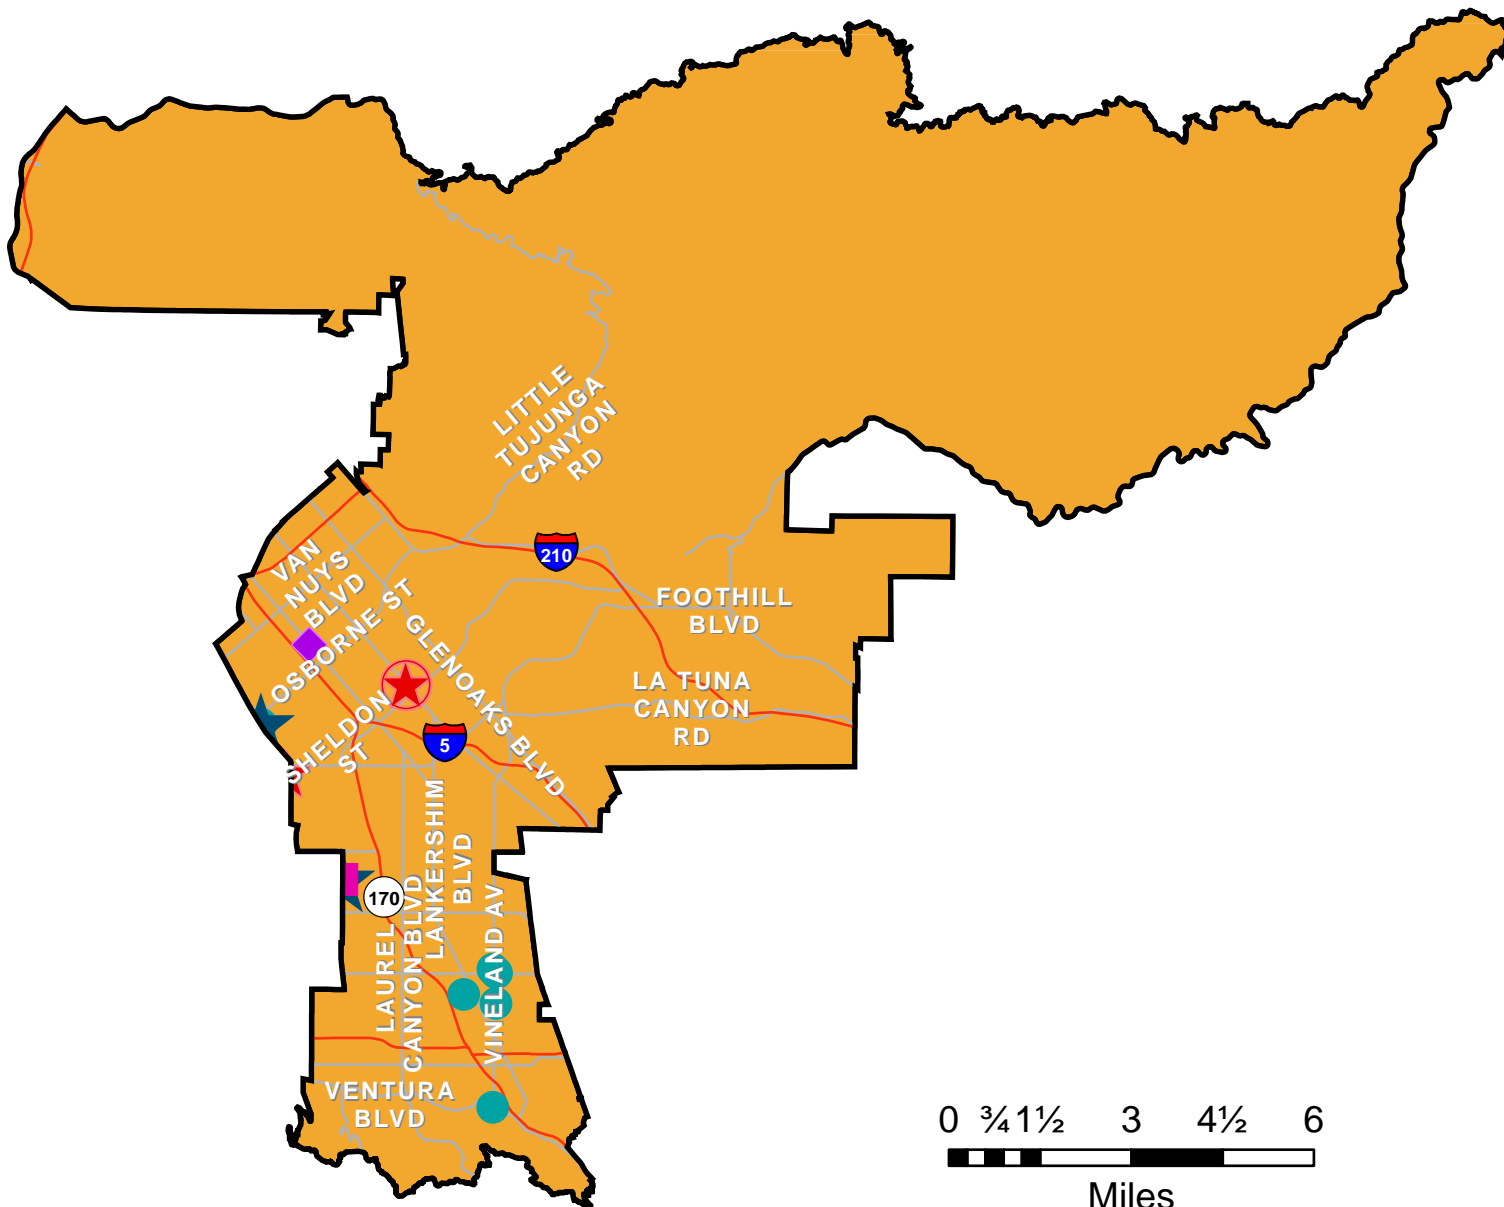 LITTLE
TUJUNGA
CANYON
RD
210
VAN
NUYS
BLVD
OSBORNE ST
GLENOAKS BLVD
FOOTHILL
BLVD
LA TUNA
CANYON
RD
SHELDON
ST
5
LANKERSHIM
BLVD
170
LAUREL
CANYON BLVD
VINELAND AV
VENTURA
BLVD
0 ¾ 1½ 3 4½ 6
Miles